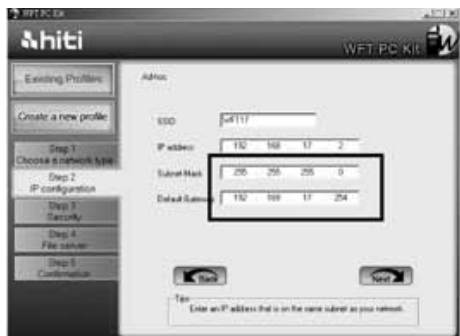 HITI PC Kit
hiti
WFT PC Kit
Existing Profiles
Create a new profile
Step 1
Choose a network type
Step 2
IP configuration
Step 3
Security
Step 4
File server
Step 5
Confirmation
Adhoc
SSID
IP address 192 168 17 2
Subnet Mask 255 255 255 0
Default Gateway 192 168 17 254
Back
Next
Tips
Enter an IP address that is on the same subnet as your network.